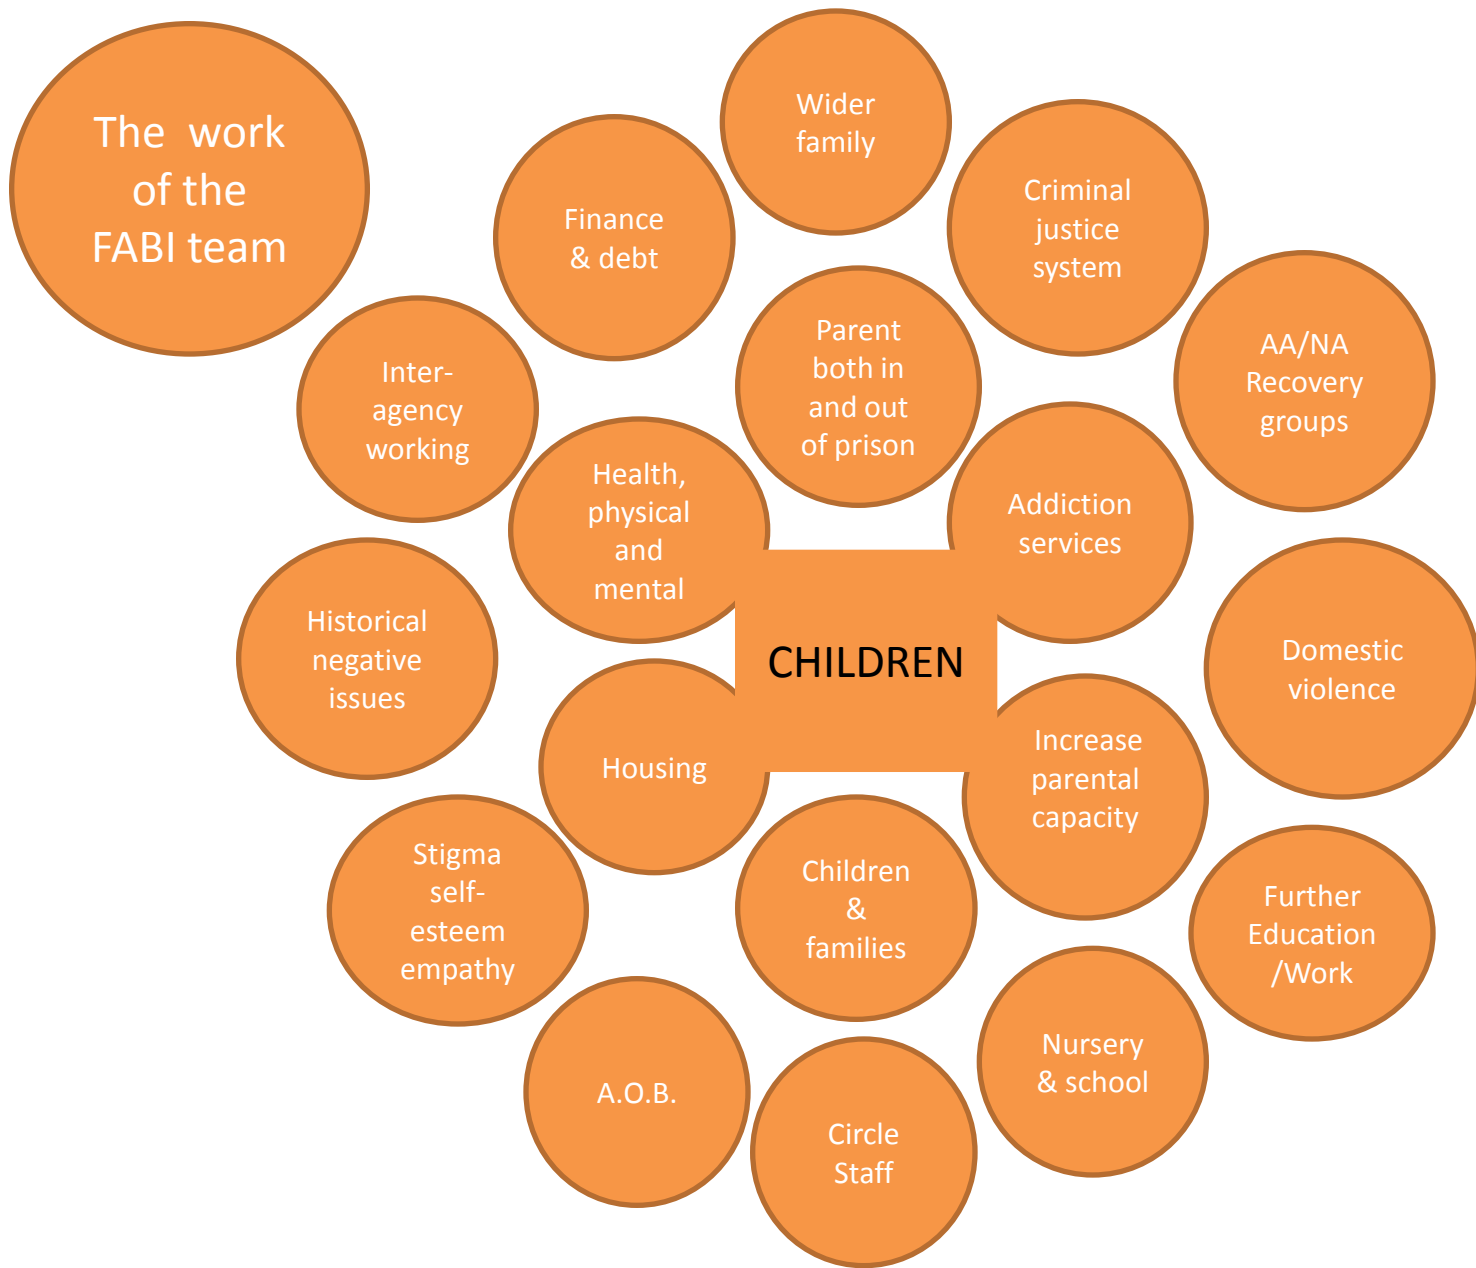 The work
of the
FABI team
Wider
family
Finance
& debt
Criminal
justice
system
Parent
both in
and out
of prison
AA/NA
Recovery
groups
Inter-
agency
working
Health,
physical
and
mental
Addiction
services
Historical
negative
issues
CHILDREN
Domestic
violence
Housing
Increase
parental
capacity
Stigma
self-
esteem
empathy
Children
&
families
Further
Education
/Work
A.O.B.
Nursery
& school
Circle
Staff